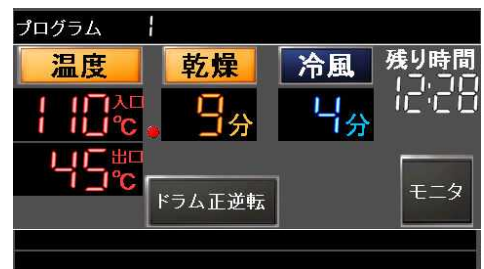 プログラム 1
温度 乾燥 冷風 残り時間
110 入口 ℃ 9分 4分 12:28
45 出口 ℃
ドラム正逆転 モニタ